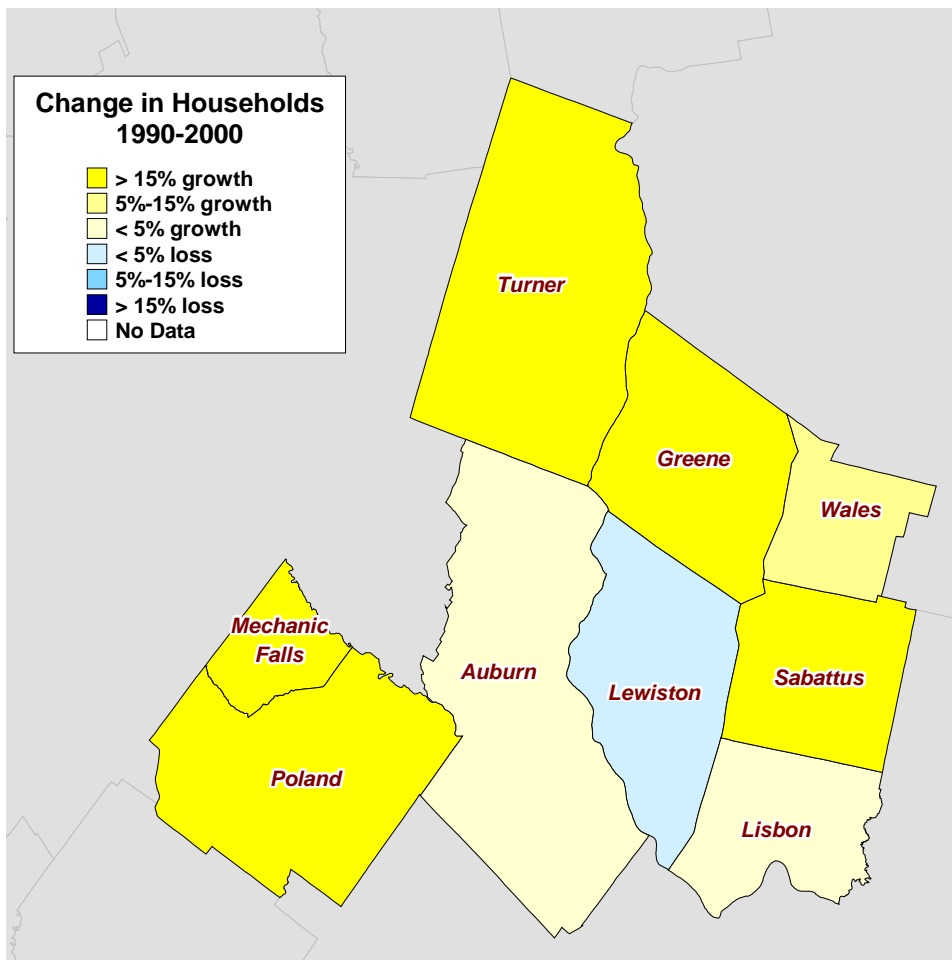 Change in Households
1990-2000
> 15% growth
5%-15% growth
< 5% growth
< 5% loss
5%-15% loss
> 15% loss
No Data
Turner
Greene
Wales
Mechanic
Falls
Auburn
Lewiston
Sabattus
Poland
Lisbon